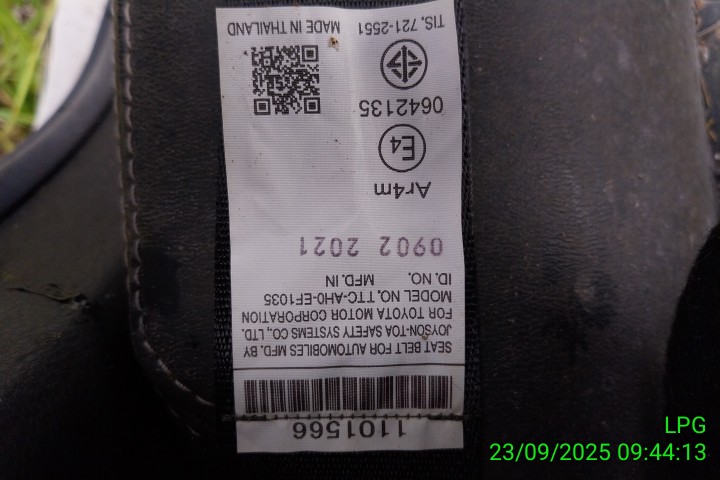 1101566
SEAT BELT FOR AUTOMOBILES MFD. BY
JOYSON-TOA SAFETY SYSTEMS CO., LTD.
FOR TOYOTA MOTOR CORPORATION
MODEL NO. TTC-AH0-EF1035
ID. NO. MFD. IN
0902 2021
Ar4m
E4
0642135
TIS. 721-2551 MADE IN THAILAND
LPG
23/09/2025 09:44:13